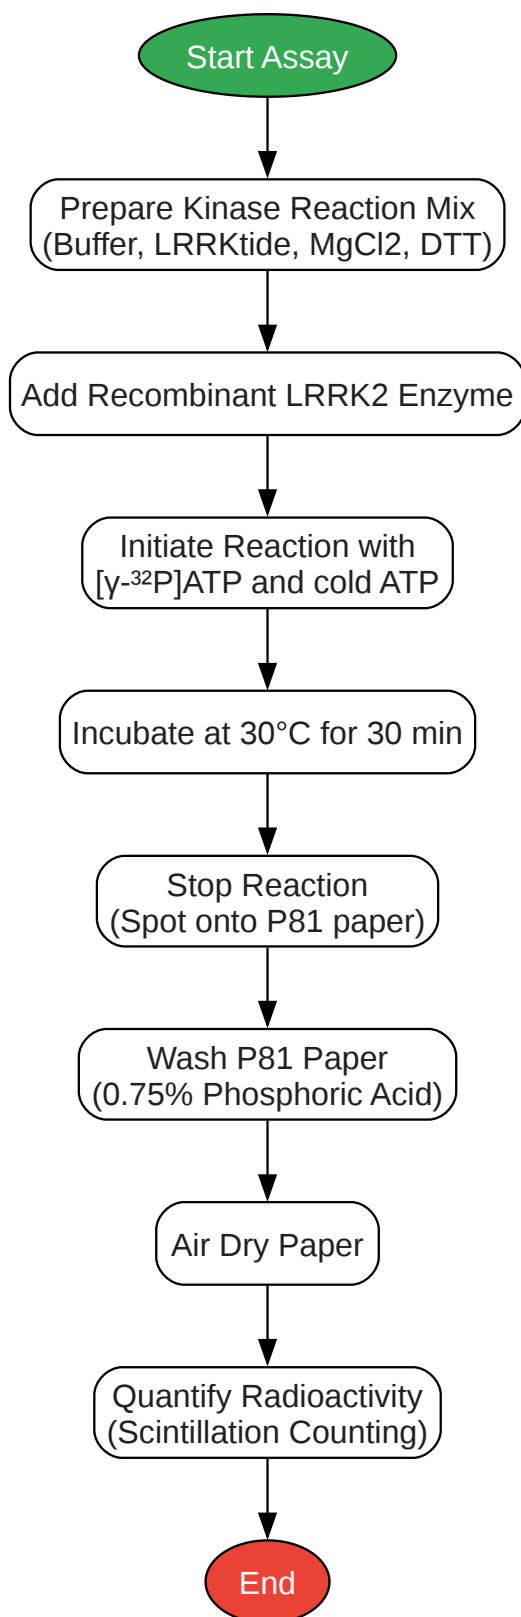 Start Assay
Prepare Kinase Reaction Mix
(Buffer, LRRKtide, MgCl2, DTT)
Add Recombinant LRRK2 Enzyme
Initiate Reaction with
[γ-³²P]ATP and cold ATP
Incubate at 30°C for 30 min
Stop Reaction
(Spot onto P81 paper)
Wash P81 Paper
(0.75% Phosphoric Acid)
Air Dry Paper
Quantify Radioactivity
(Scintillation Counting)
End